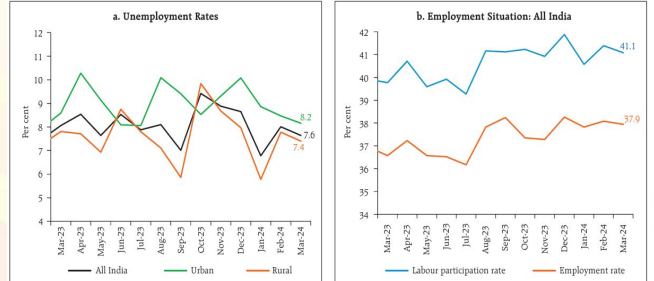 a. Unemployment Rates
12
11
10
9
8
7
6
5
4
Per cent
8.2
7.6
7.4
Mar-23
Apr-23
May-23
Jun-23
Jul-23
Aug-23
Sep-23
Oct-23
Nov-23
Dec-23
Jan-24
Feb-24
Mar-24
All India
Urban
Rural
b. Employment Situation: All India
42
41
40
39
38
37
36
35
34
Per cent
41.1
37.9
Mar-23
Apr-23
May-23
Jun-23
Jul-23
Aug-23
Sep-23
Oct-23
Nov-23
Dec-23
Jan-24
Feb-24
Mar-24
Labour participation rate
Employment rate